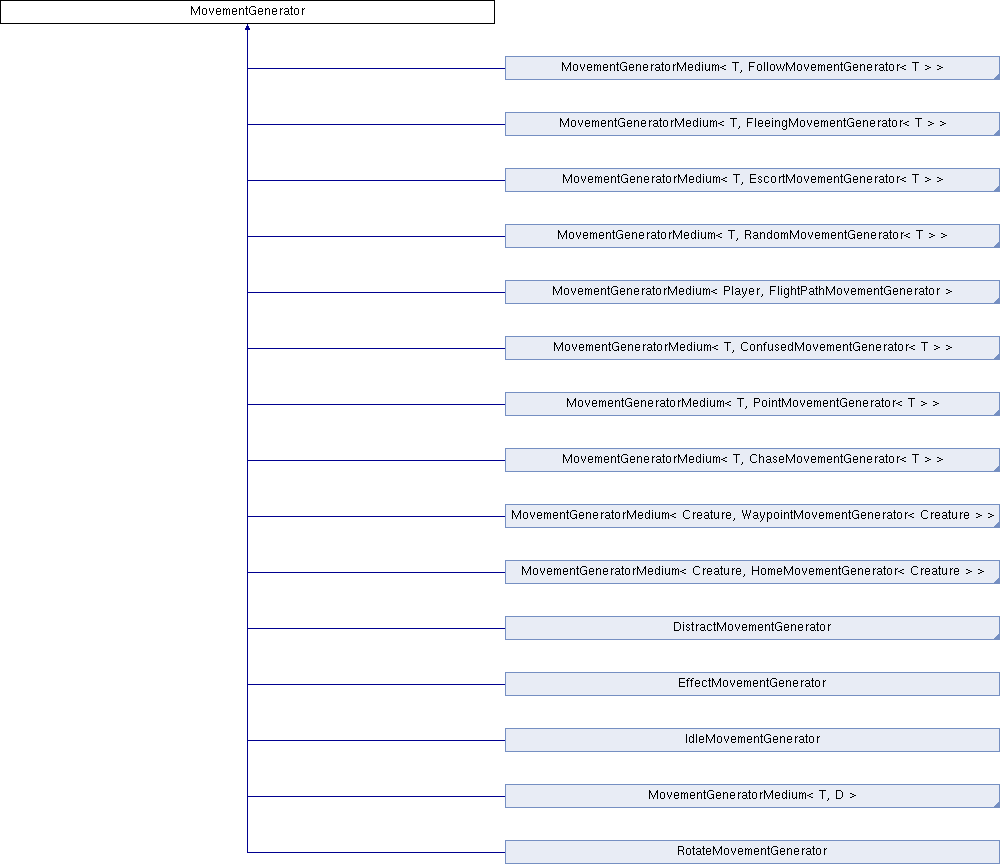 MovementGenerator
MovementGeneratorMedium< T, FollowMovementGenerator< T > >
MovementGeneratorMedium< T, FleeingMovementGenerator< T > >
MovementGeneratorMedium< T, EscortMovementGenerator< T > >
MovementGeneratorMedium< T, RandomMovementGenerator< T > >
MovementGeneratorMedium< Player, FlightPathMovementGenerator >
MovementGeneratorMedium< T, ConfusedMovementGenerator< T > >
MovementGeneratorMedium< T, PointMovementGenerator< T > >
MovementGeneratorMedium< T, ChaseMovementGenerator< T > >
MovementGeneratorMedium< Creature, WaypointMovementGenerator< Creature > >
MovementGeneratorMedium< Creature, HomeMovementGenerator< Creature > >
DistractMovementGenerator
EffectMovementGenerator
IdleMovementGenerator
MovementGeneratorMedium< T, D >
RotateMovementGenerator